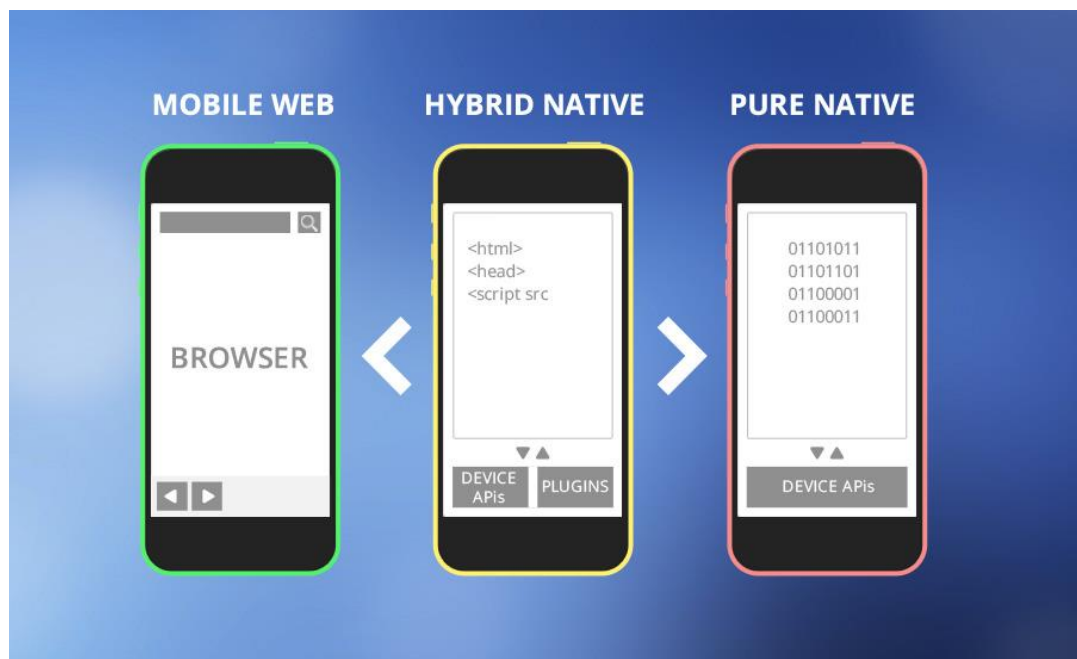 MOBILE WEB
HYBRID NATIVE
PURE NATIVE
BROWSER
<html>
<head>
<script src
DEVICE
APis
PLUGINS
01101011
01101101
01100001
01100011
DEVICE APis